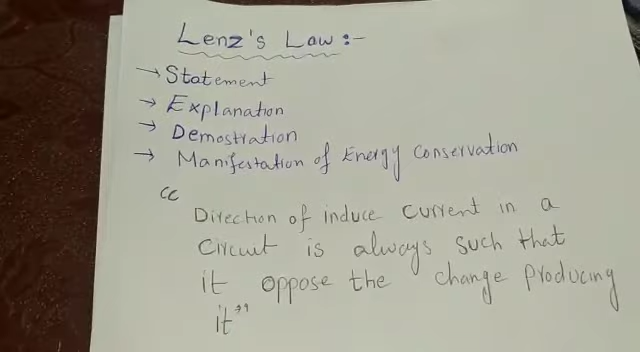 Lenz's Law :-
→ Statement
→ Explanation
→ Demostration
→ Manifestation of Energy Conservation
“
Direction of induce current in a
Circuit is always such that
it oppose the change producing
it”